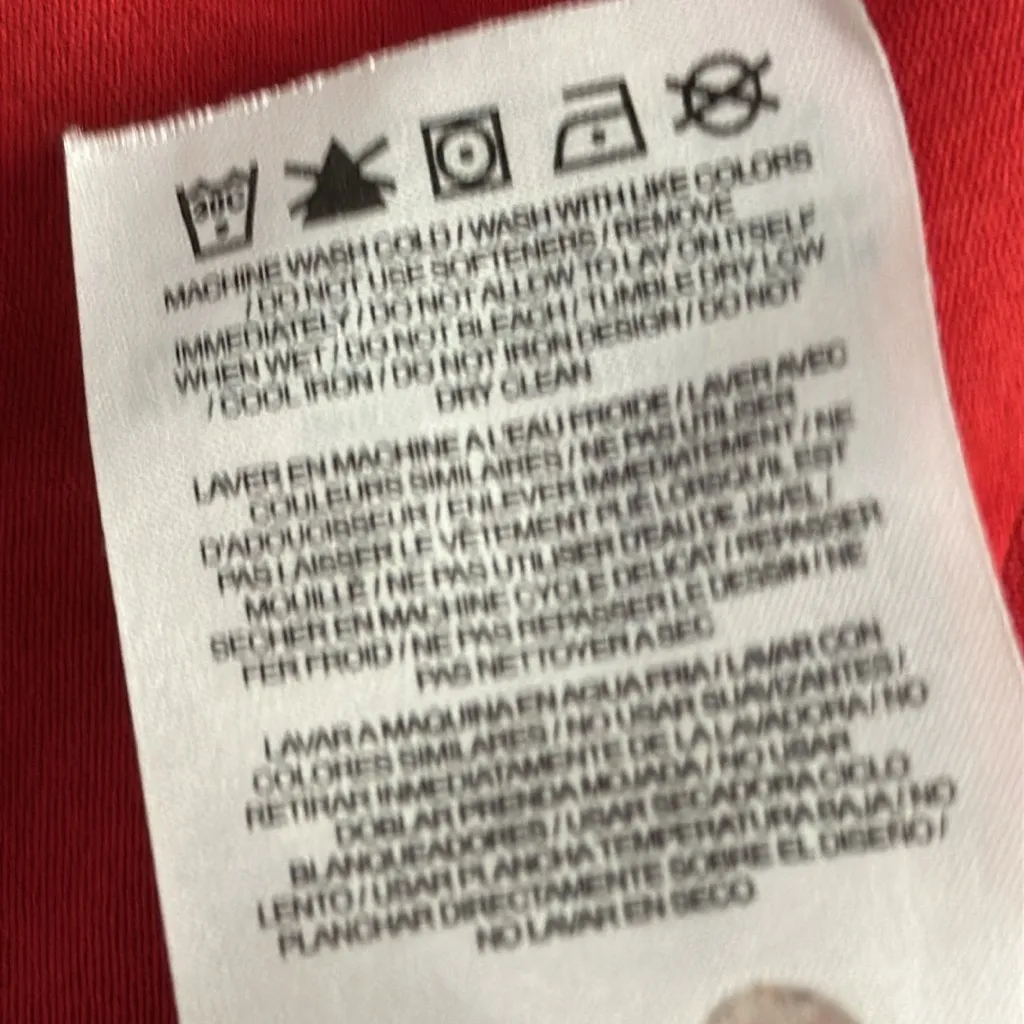 30C
MACHINE WASH COLD / WASH WITH LIKE COLORS
/ DO NOT USE SOFTENERS / REMOVE
IMMEDIATELY / DO NOT ALLOW TO LAY ON ITSELF
WHEN WET / DO NOT BLEACH / TUMBLE DRY LOW
/ COOL IRON / DO NOT IRON DESIGN / DO NOT
DRY CLEAN
LAVER EN MACHINE A L'EAU FROIDE / LAVER AVEC
COULEURS SIMILAIRES / NE PAS UTILISER
D'ADOUCISSEUR / ENLEVER IMMEDIATEMENT / NE
PAS LAISSER LE VÊTEMENT PLIÉ LORSQU'IL EST
MOUILLÉ / NE PAS UTILISER D'EAU DE JAVEL /
SECHER EN MACHINE CYCLE DELICAT / REPASSER
FER FROID / NE PAS REPASSER LE DESSIN / NE
PAS NETTOYER A SEC
LAVAR A MAQUINA EN AGUA FRIA / LAVAR CON
COLORES SIMILARES / NO USAR SUAVIZANTES /
RETIRAR INMEDIATAMENTE DE LA LAVADORA / NO
DOBLAR PRENDA MOJADA / NO USAR
BLANQUEADORES / USAR SECADORA CICLO
LENTO / USAR PLANCHA TEMPERATURA BAJA / NO
PLANCHAR DIRECTAMENTE SOBRE EL DISEÑO /
NO LAVAR EN SECO